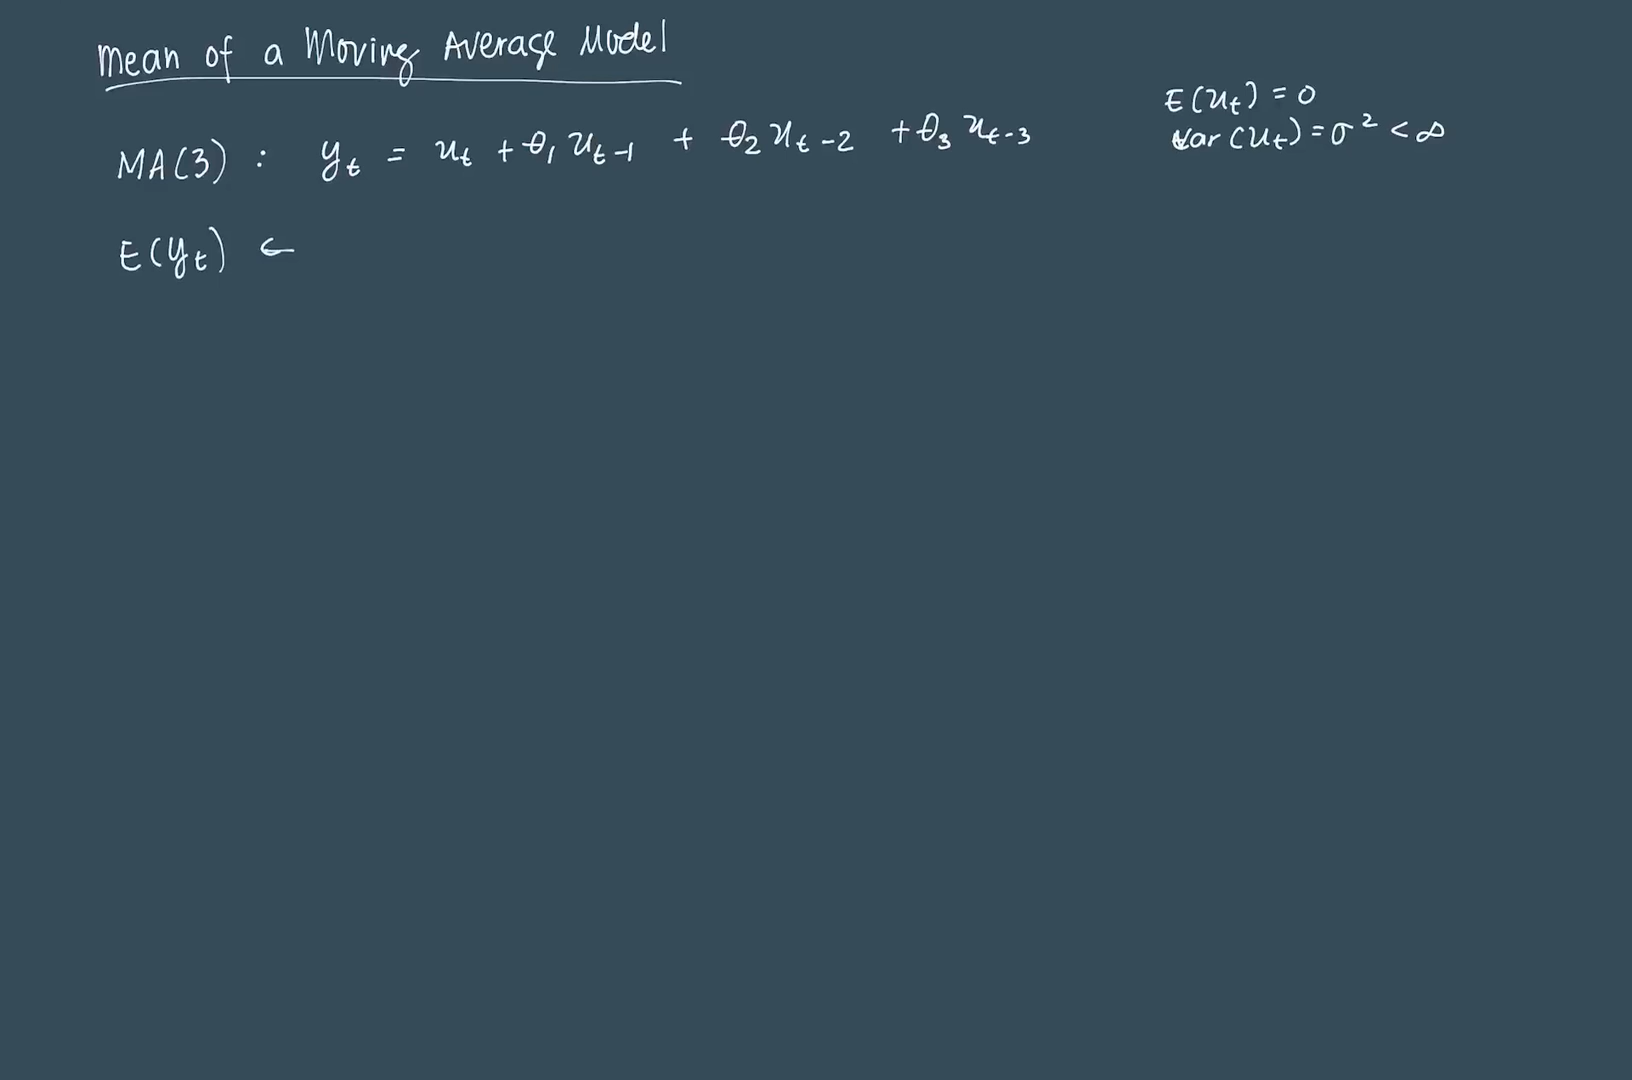 Mean of a Moving Average Model
E(u_t) = 0
MA(3) : y_t = u_t + θ_1 u_{t-1} + θ_2 u_{t-2} + θ_3 u_{t-3}
Var(u_t) = σ² < ∞
E(y_t)